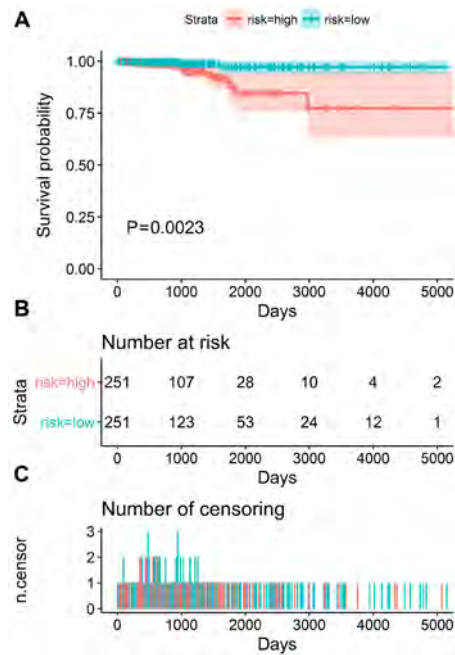 A
Strata risk=high risk=low
1.00
0.75
0.50
0.25
0.00
Survival probability
P=0.0023
0 1000 2000 3000 4000 5000
Days
B
Number at risk
Strata
risk=high 251 107 28 10 4 2
risk=low 251 123 53 24 12 1
0 1000 2000 3000 4000 5000
Days
C
Number of censoring
n.censor
3
2
1
0
0 1000 2000 3000 4000 5000
Days